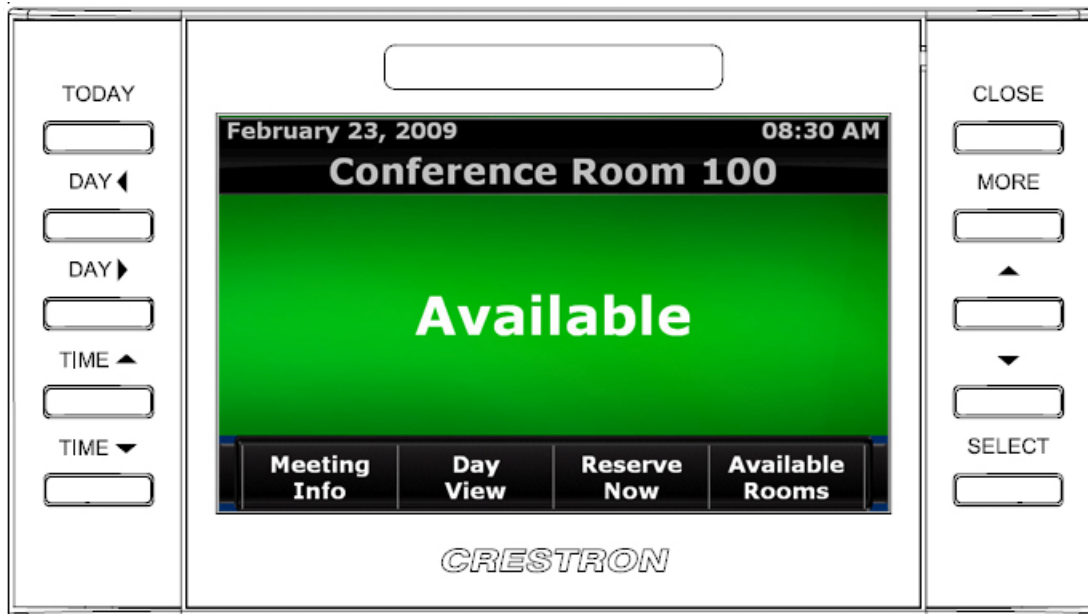 TODAY
DAY ◀
DAY ▶
TIME ▲
TIME ▼
February 23, 2009 08:30 AM
Conference Room 100
Available
Meeting Info
Day View
Reserve Now
Available Rooms
CRESTRON
CLOSE
MORE
▲
▼
SELECT